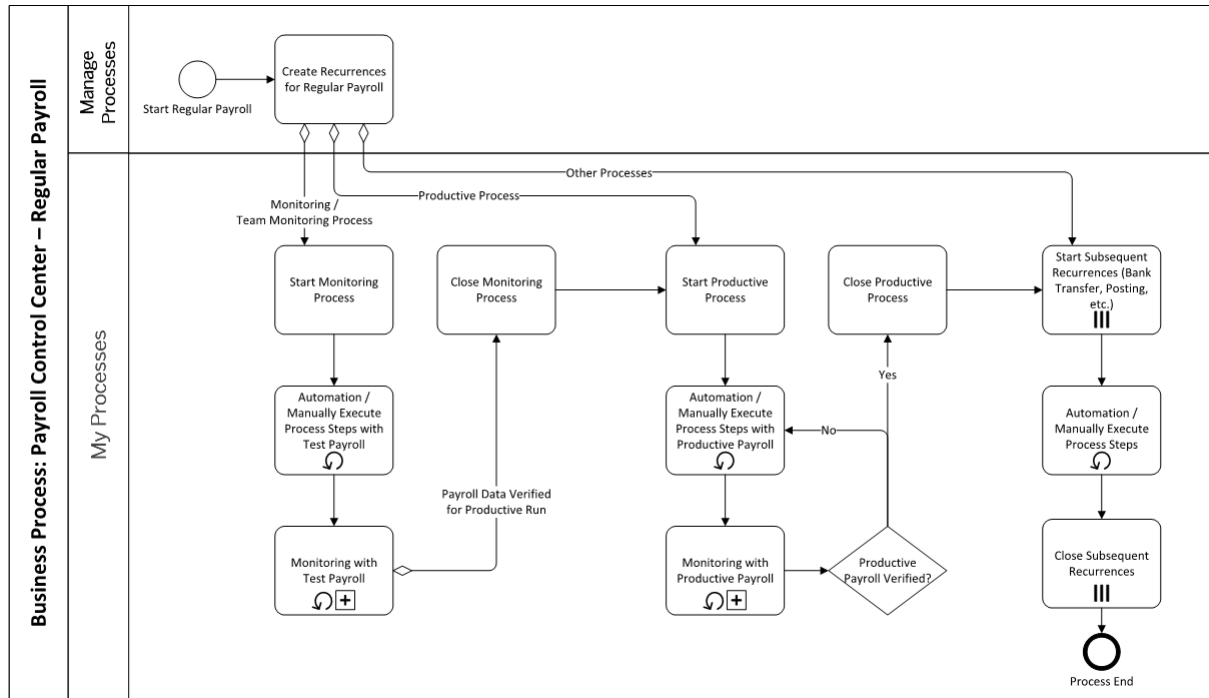 Business Process: Payroll Control Center – Regular Payroll
Manage
Processes
Start Regular Payroll
Create Recurrences
for Regular Payroll
My Processes
Other Processes
Productive Process
Monitoring /
Team Monitoring Process
Start Monitoring
Process
Close Monitoring
Process
Start Productive
Process
Close Productive
Process
Start Subsequent
Recurrences (Bank
Transfer, Posting,
etc.)
Yes
Automation /
Manually Execute
Process Steps with
Test Payroll
Automation /
Manually Execute
Process Steps with
Productive Payroll
No
Automation /
Manually Execute
Process Steps
Payroll Data Verified
for Productive Run
Monitoring with
Test Payroll
Monitoring with
Productive Payroll
Productive
Payroll Verified?
Close Subsequent
Recurrences
Process End